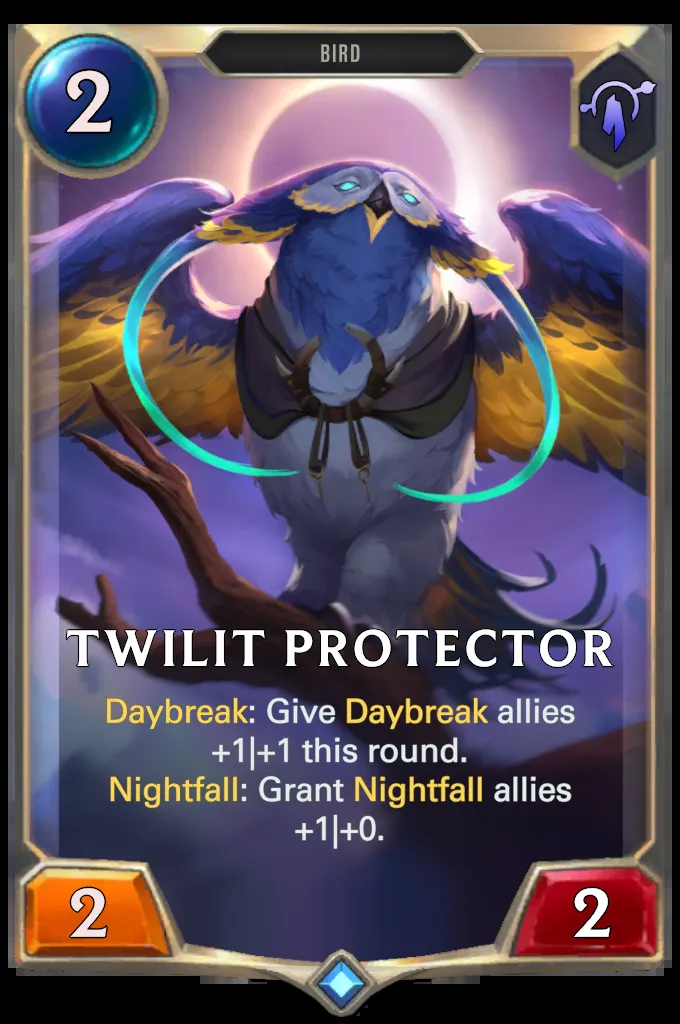 BIRD
2
TWILIT PROTECTOR
Daybreak: Give Daybreak allies
+1|+1 this round.
Nightfall: Grant Nightfall allies
+1|+0.
2
2